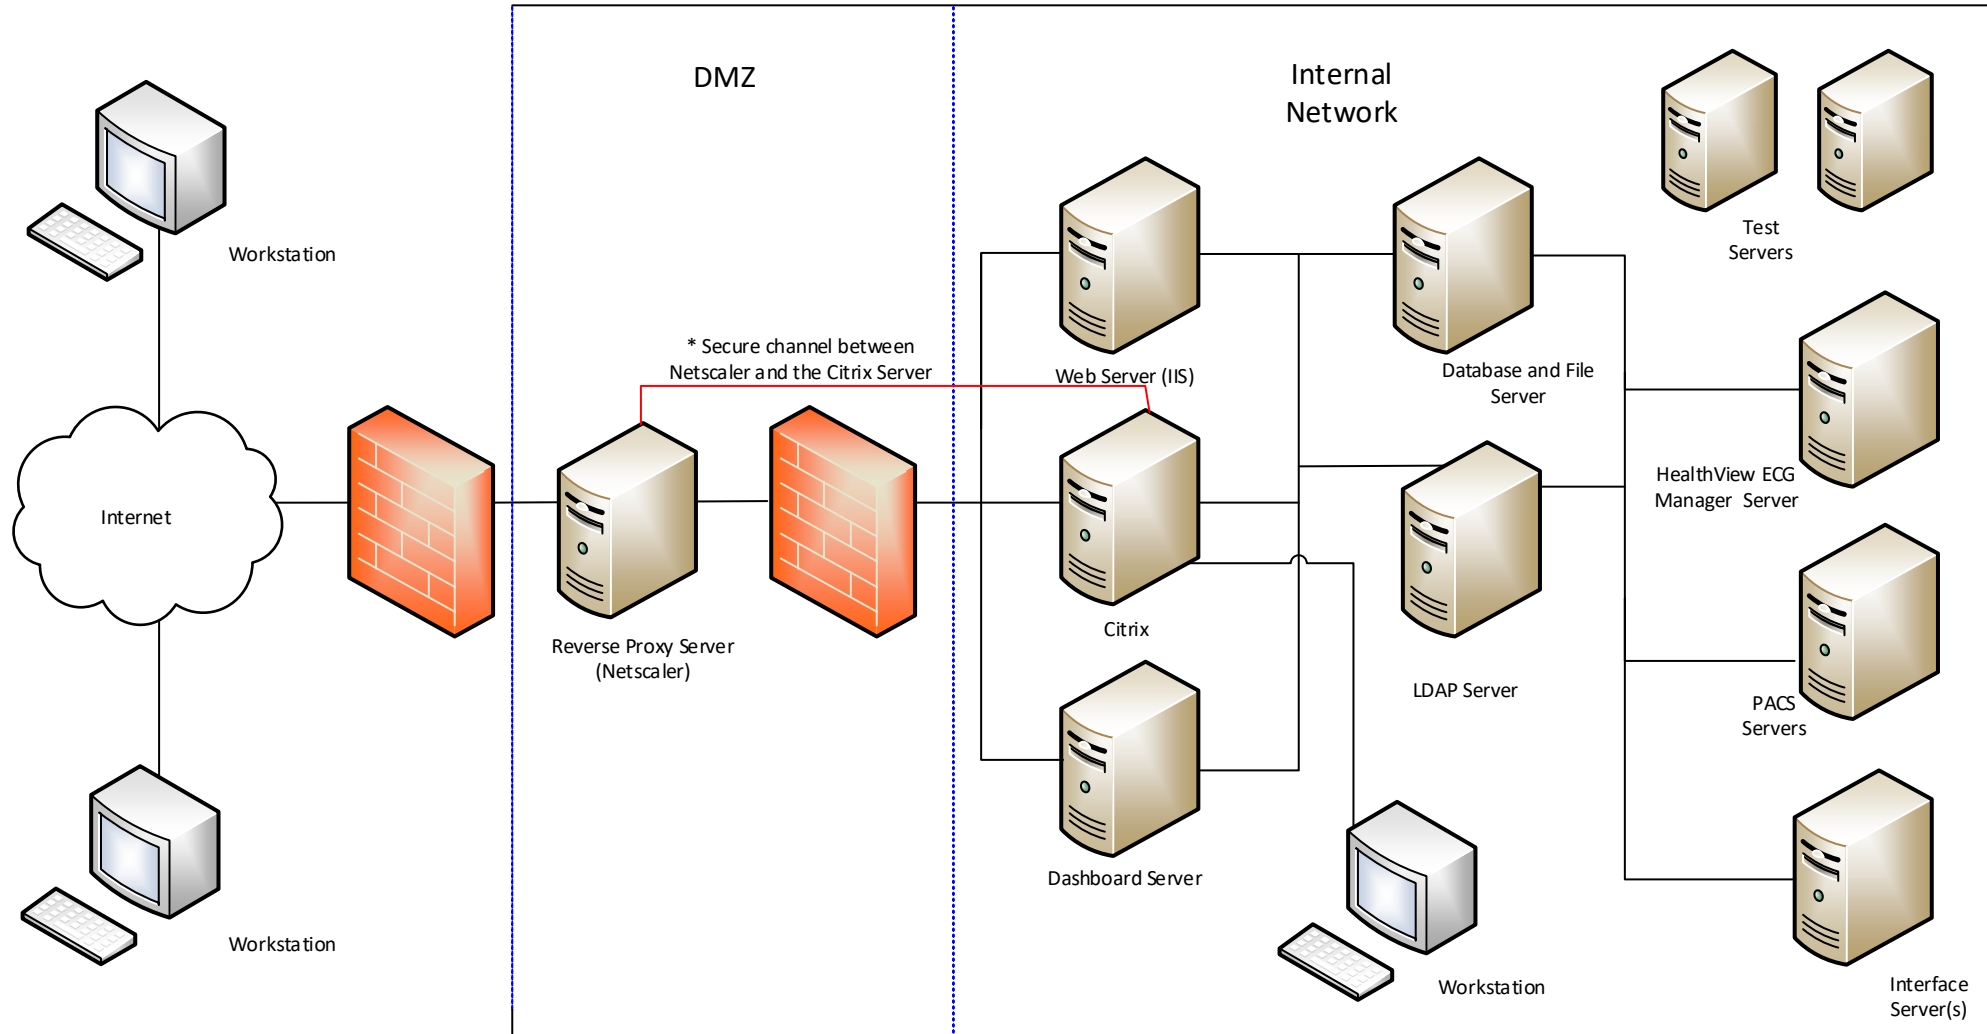 DMZ
Internal
Network
Test
Servers
Workstation
* Secure channel between
Netscaler and the Citrix Server
Web Server (IIS)
Database and File
Server
HealthView ECG
Manager Server
Internet
Reverse Proxy Server
(Netscaler)
Citrix
LDAP Server
PACS
Servers
Dashboard Server
Workstation
Workstation
Interface
Server(s)